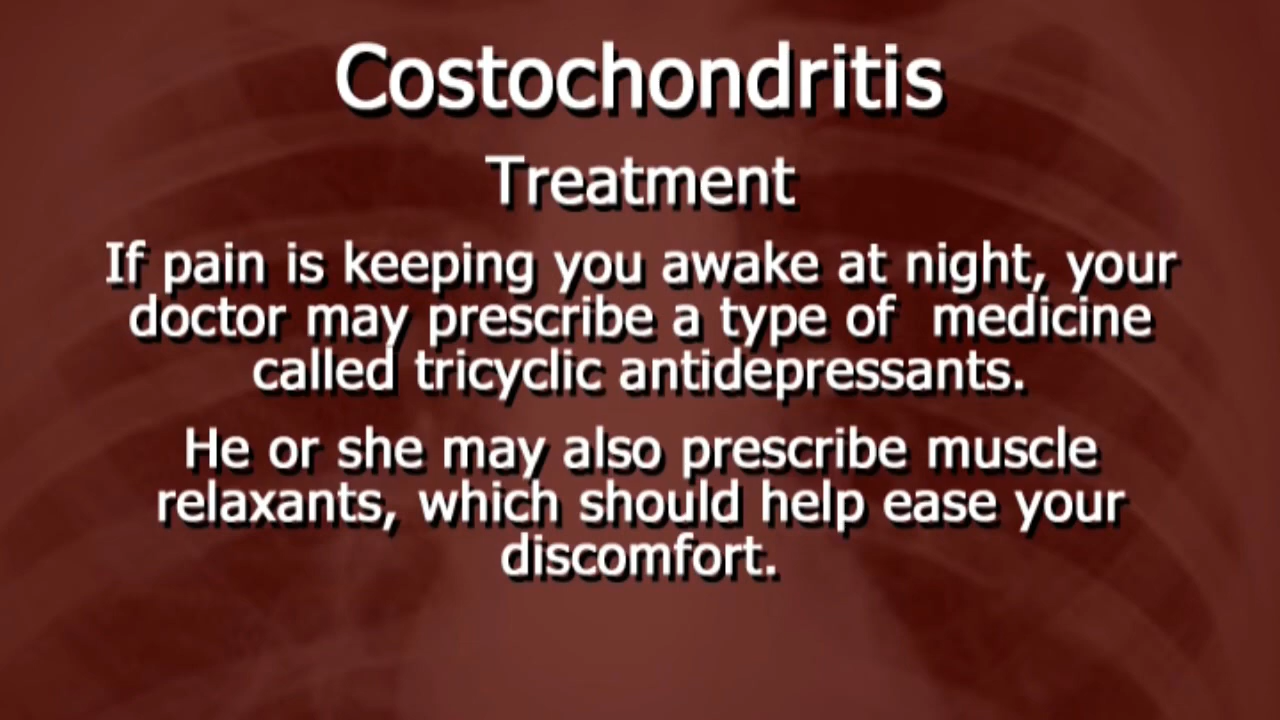 Costochondritis
Treatment
If pain is keeping you awake at night, your
doctor may prescribe a type of  medicine
called tricyclic antidepressants.
He or she may also prescribe muscle
relaxants, which should help ease your
discomfort.